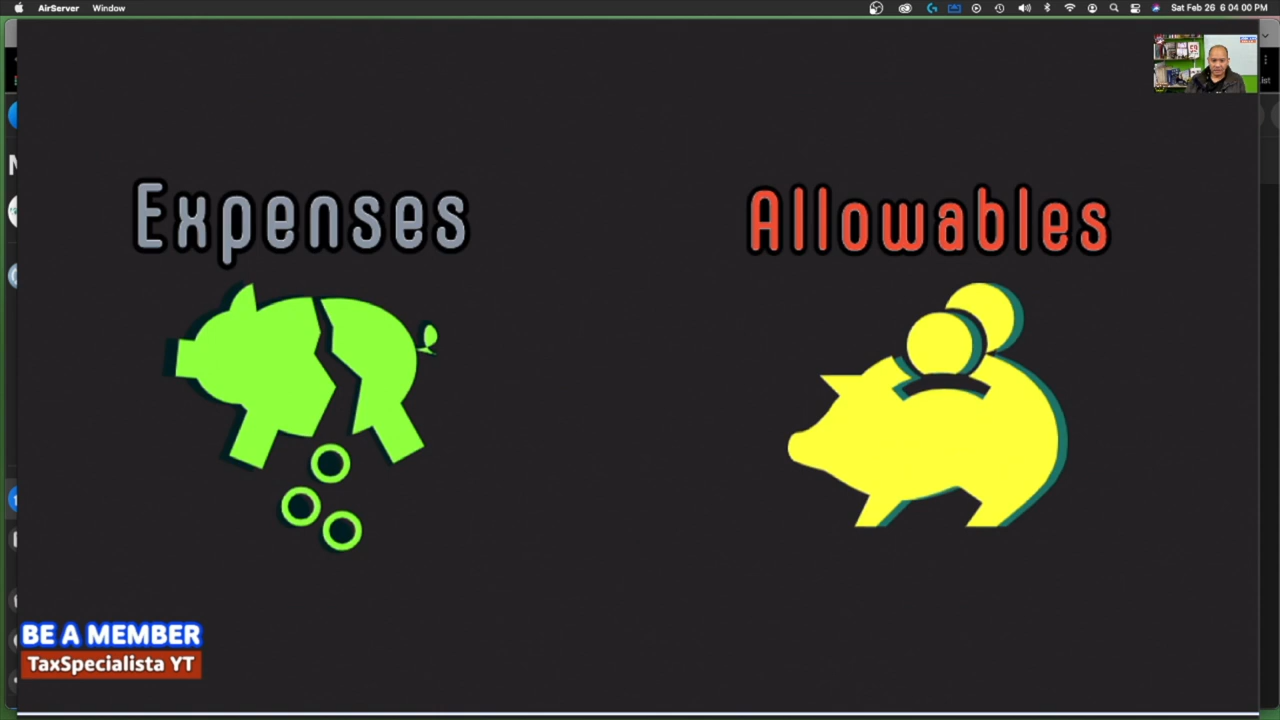 AirServer Window Sat Feb 26 6 04 00 PM
Expenses
Allowables
BE A MEMBER
TaxSpecialista YT